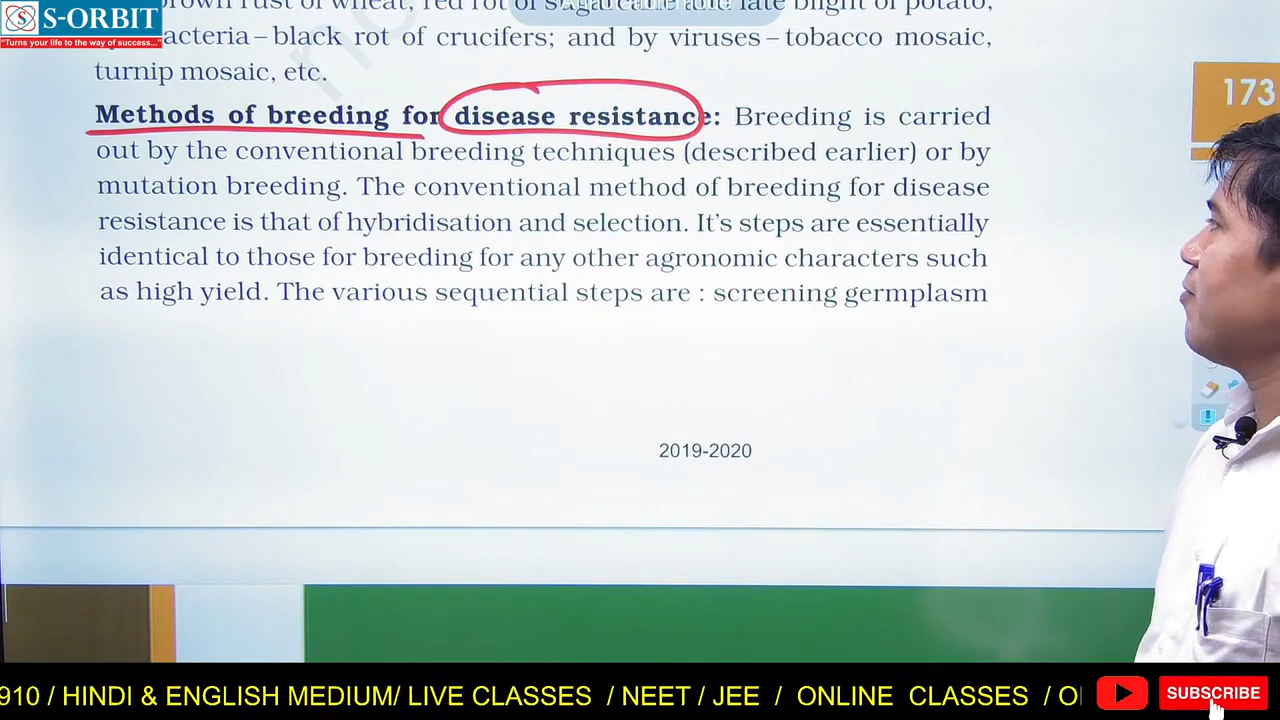 S-ORBIT
"Turns your life to the way of success..."
brown rust of wheat, red rot of sugarcane and late blight of potato;
acteria – black rot of crucifers; and by viruses – tobacco mosaic,
turnip mosaic, etc.
173
Methods of breeding for disease resistance: Breeding is carried
out by the conventional breeding techniques (described earlier) or by
mutation breeding. The conventional method of breeding for disease
resistance is that of hybridisation and selection. It's steps are essentially
identical to those for breeding for any other agronomic characters such
as high yield. The various sequential steps are : screening germplasm
2019-2020
910 / HINDI & ENGLISH MEDIUM/ LIVE CLASSES / NEET / JEE / ONLINE CLASSES / O
SUBSCRIBE